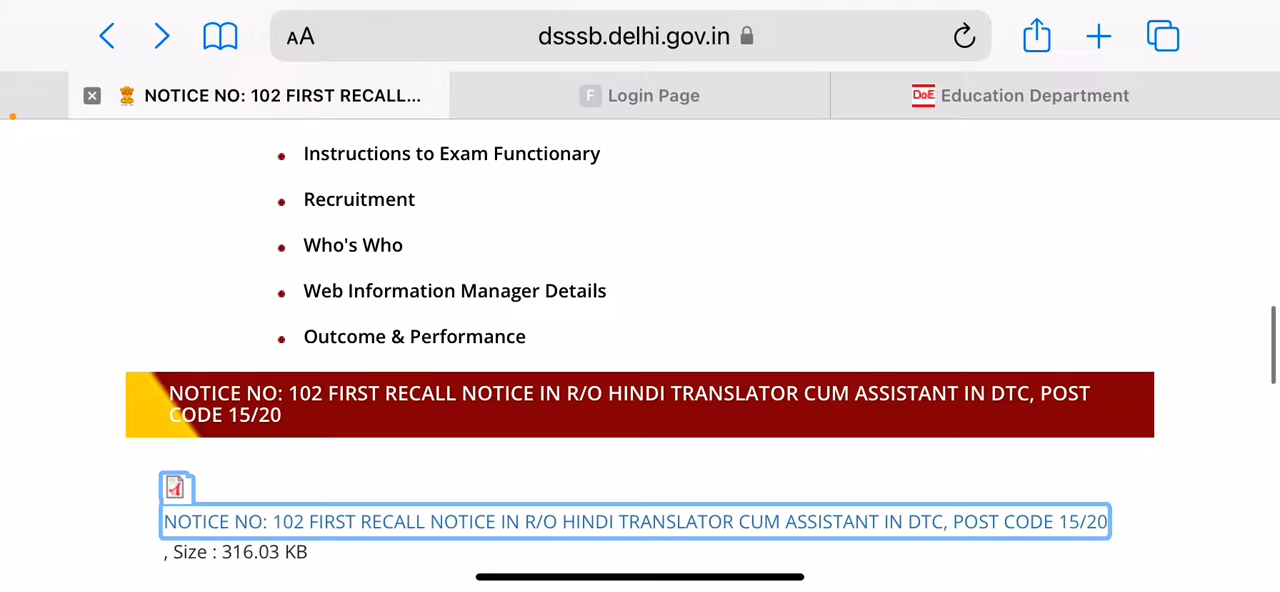 AA
dsssb.delhi.gov.in
NOTICE NO: 102 FIRST RECALL...
F Login Page
DoE Education Department
Instructions to Exam Functionary
Recruitment
Who's Who
Web Information Manager Details
Outcome & Performance
NOTICE NO: 102 FIRST RECALL NOTICE IN R/O HINDI TRANSLATOR CUM ASSISTANT IN DTC, POST
CODE 15/20
NOTICE NO: 102 FIRST RECALL NOTICE IN R/O HINDI TRANSLATOR CUM ASSISTANT IN DTC, POST CODE 15/20
, Size : 316.03 KB